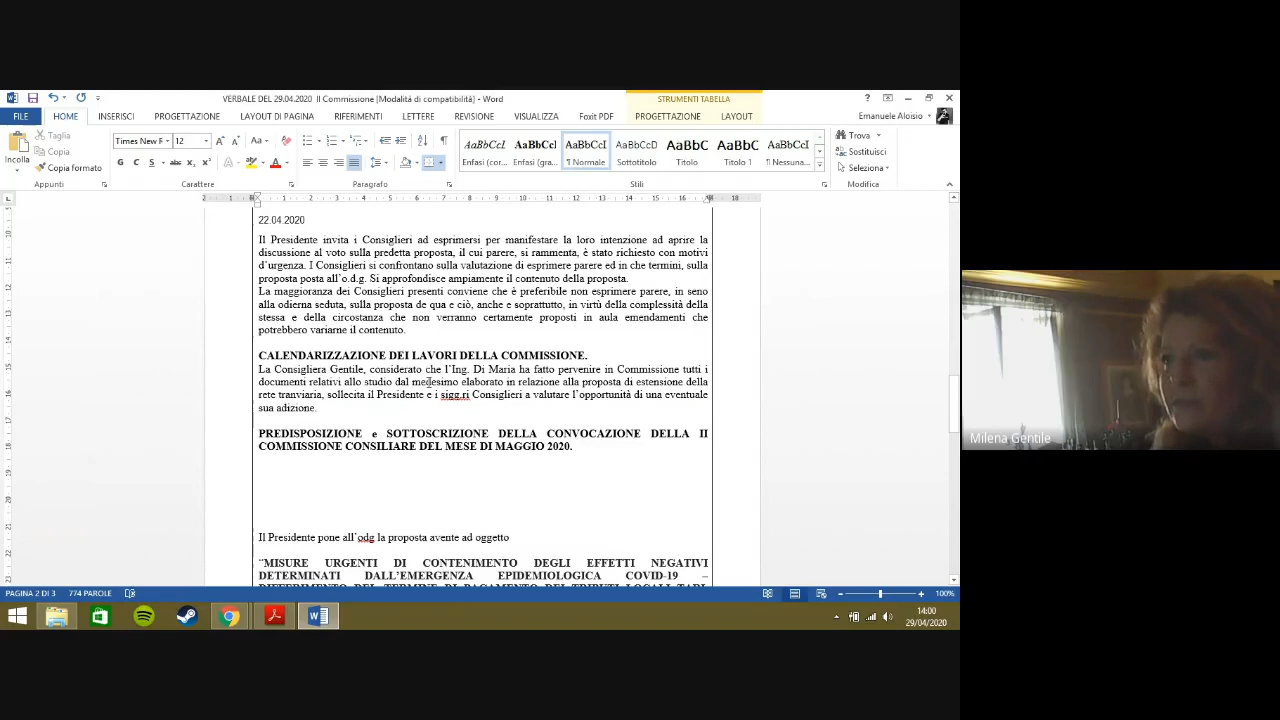 VERBALE DEL 29.04.2020 II Commissione [Modalità di compatibilità] - Word
STRUMENTI TABELLA
FILE HOME INSERISCI PROGETTAZIONE LAYOUT DI PAGINA RIFERIMENTI LETTERE REVISIONE VISUALIZZA Foxit PDF PROGETTAZIONE LAYOUT
Emanuele Aloisio
Incolla
Taglia
Copia
Copia formato
Appunti
Times New F 12
Carattere
Paragrafo
AaBbCcI AaBbCcI AaBbCcI AaBbCcD AaBbC AaBbC AaBbCcI
Enfasi (cor... Enfasi (gra... ¶ Normale Sottotitolo Titolo Titolo 1 ¶ Nessuna...
Stili
Trova
Sostituisci
Seleziona
Modifica
22.04.2020
Il Presidente invita i Consiglieri ad esprimersi per manifestare la loro intenzione ad aprire la
discussione al voto sulla predetta proposta, il cui parere, si rammenta, è stato richiesto con motivi
d'urgenza. I Consiglieri si confrontano sulla valutazione di esprimere parere ed in che termini, sulla
proposta posta all'o.d.g. Si approfondisce ampiamente il contenuto della proposta.
La maggioranza dei Consiglieri presenti conviene che è preferibile non esprimere parere, in seno
alla odierna seduta, sulla proposta de qua e ciò, anche e soprattutto, in virtù della complessità della
stessa e della circostanza che non verranno certamente proposti in aula emendamenti che
potrebbero variarne il contenuto.
CALENDARIZZAZIONE DEI LAVORI DELLA COMMISSIONE.
La Consigliera Gentile, considerato che l'Ing. Di Maria ha fatto pervenire in Commissione tutti i
documenti relativi allo studio dal medesimo elaborato in relazione alla proposta di estensione della
rete tranviaria, sollecita il Presidente e i sigg.ri Consiglieri a valutare l'opportunità di una eventuale
sua adizione.
PREDISPOSIZIONE e SOTTOSCRIZIONE DELLA CONVOCAZIONE DELLA II
COMMISSIONE CONSILIARE DEL MESE DI MAGGIO 2020.
Il Presidente pone all'odg la proposta avente ad oggetto
"MISURE URGENTI DI CONTENIMENTO DEGLI EFFETTI NEGATIVI
DETERMINATI DALL'EMERGENZA EPIDEMIOLOGICA COVID-19 –
DIFFERIMENTO DEL TERMINE DI PAGAMENTO DEI TRIBUTI LOCALI TARI,
PAGINA 2 DI 3 774 PAROLE
100%
14:00
29/04/2020
Milena Gentile